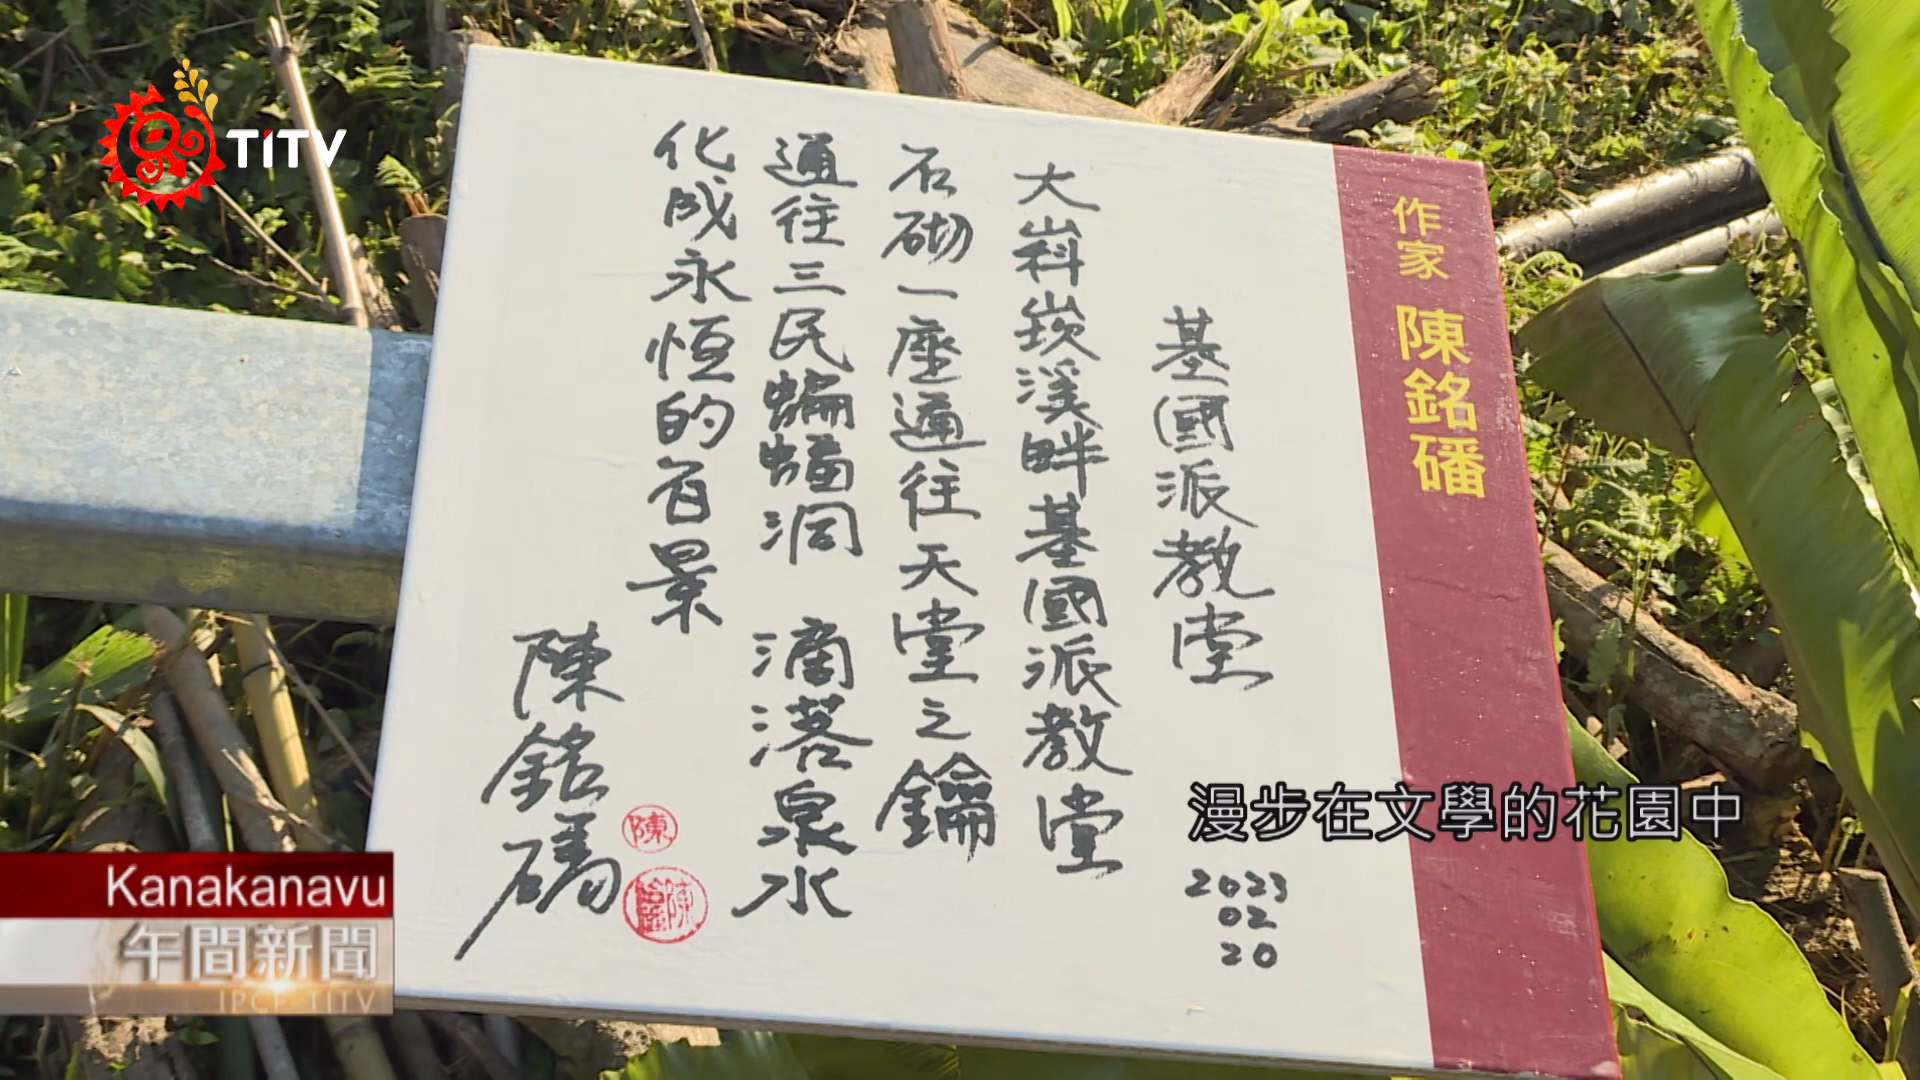 TITV
作家 陳銘磻
基國派教堂
大嵙崁溪畔基國派教堂
石砌一座通往天堂之鑰
通往三民蝙蝠洞 滴落泉水
化成永恒的百景
陳銘磻
陳
2023
02
20
漫步在文學的花園中
Kanakanavu
午間新聞
IPCF-TITV